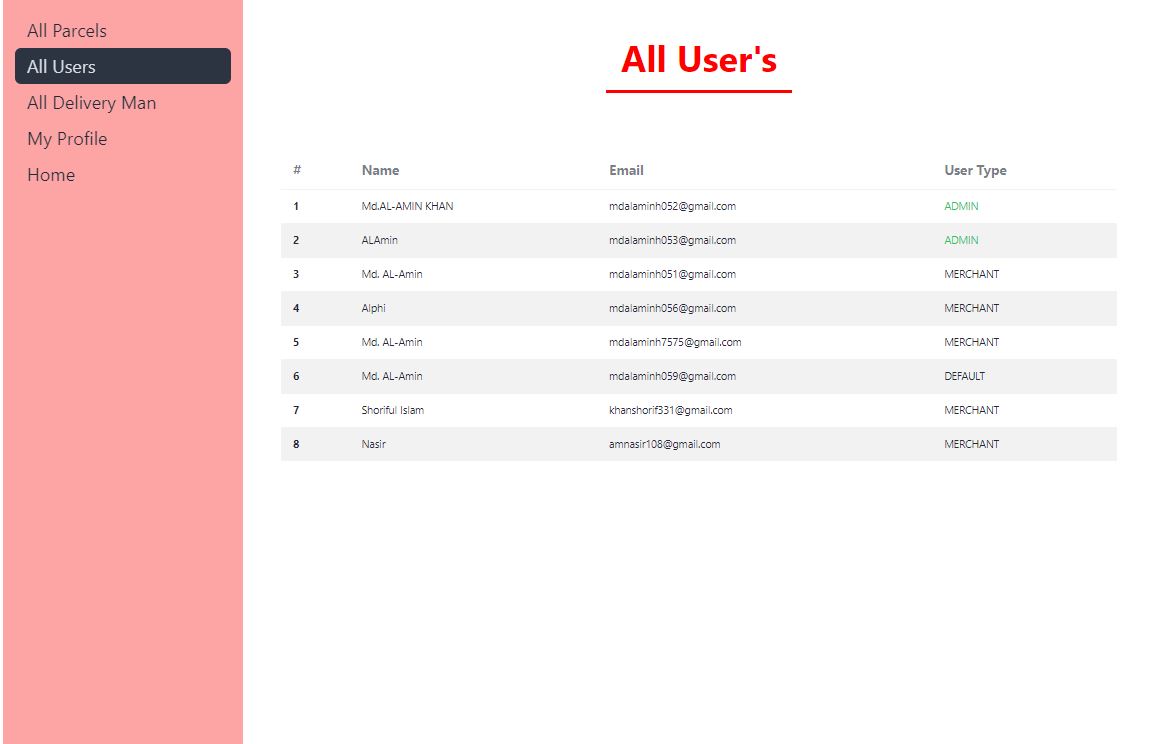 All Parcels
All Users
All Delivery Man
My Profile
Home
All User's
# Name Email User Type
1 Md.AL-AMIN KHAN mdalaminh052@gmail.com ADMIN
2 ALAmin mdalaminh053@gmail.com ADMIN
3 Md. AL-Amin mdalaminh051@gmail.com MERCHANT
4 Alphi mdalaminh056@gmail.com MERCHANT
5 Md. AL-Amin mdalaminh7575@gmail.com MERCHANT
6 Md. AL-Amin mdalaminh059@gmail.com DEFAULT
7 Shoriful Islam khanshorif331@gmail.com MERCHANT
8 Nasir amnasir108@gmail.com MERCHANT